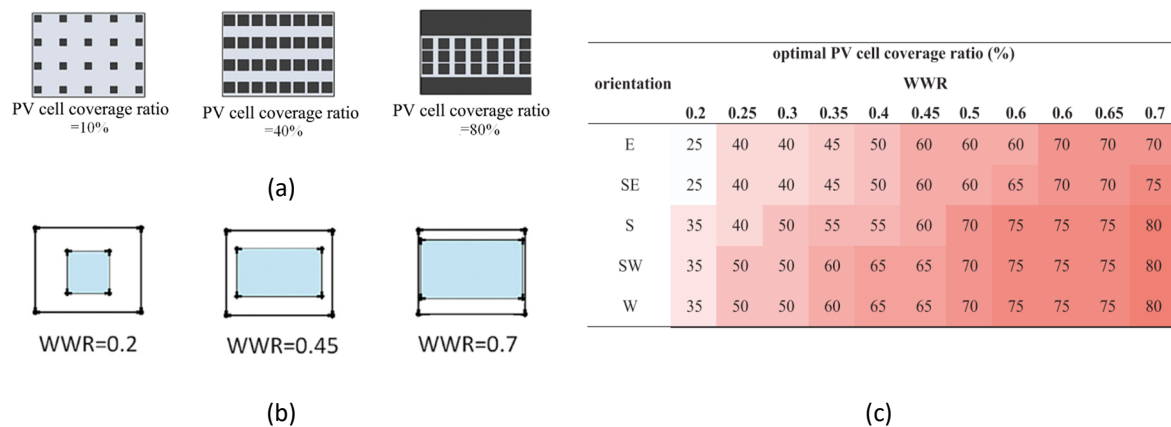 PV cell coverage ratio
=10%
PV cell coverage ratio
=40%
PV cell coverage ratio
=80%
(a)
WWR=0.2
WWR=0.45
WWR=0.7
(b)
optimal PV cell coverage ratio (%)
orientation WWR
0.2 0.25 0.3 0.35 0.4 0.45 0.5 0.6 0.6 0.65 0.7
E 25 40 40 45 50 60 60 60 70 70 70
SE 25 40 40 45 50 60 60 65 70 70 75
S 35 40 50 55 55 60 70 75 75 75 80
SW 35 50 50 60 65 65 70 75 75 75 80
W 35 50 50 60 65 65 70 75 75 75 80
(c)